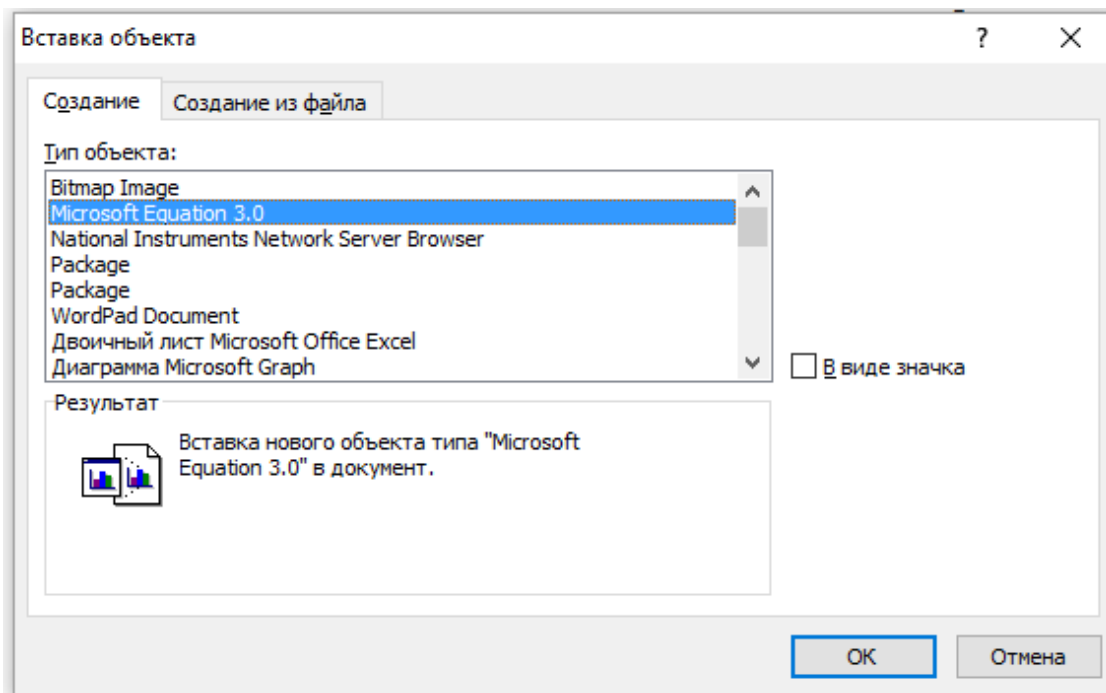 Вставка объекта ?
Создание Создание из файла
Тип объекта:
Bitmap Image
Microsoft Equation 3.0
National Instruments Network Server Browser
Package
Package
WordPad Document
Двоичный лист Microsoft Office Excel
Диаграмма Microsoft Graph
В виде значка
Результат
Вставка нового объекта типа "Microsoft
Equation 3.0" в документ.
ОК Отмена